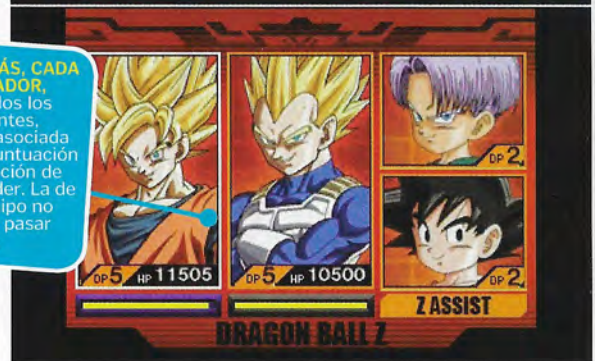 ÁS, CADA
ADOR,
los los
ntes,
asociada
untuación
ción de
der. La de
ipo no
pasar
DP 5 HP 11505
DP 5 HP 10500
DP 2
DP 2
Z ASSIST
DRAGON BALL Z